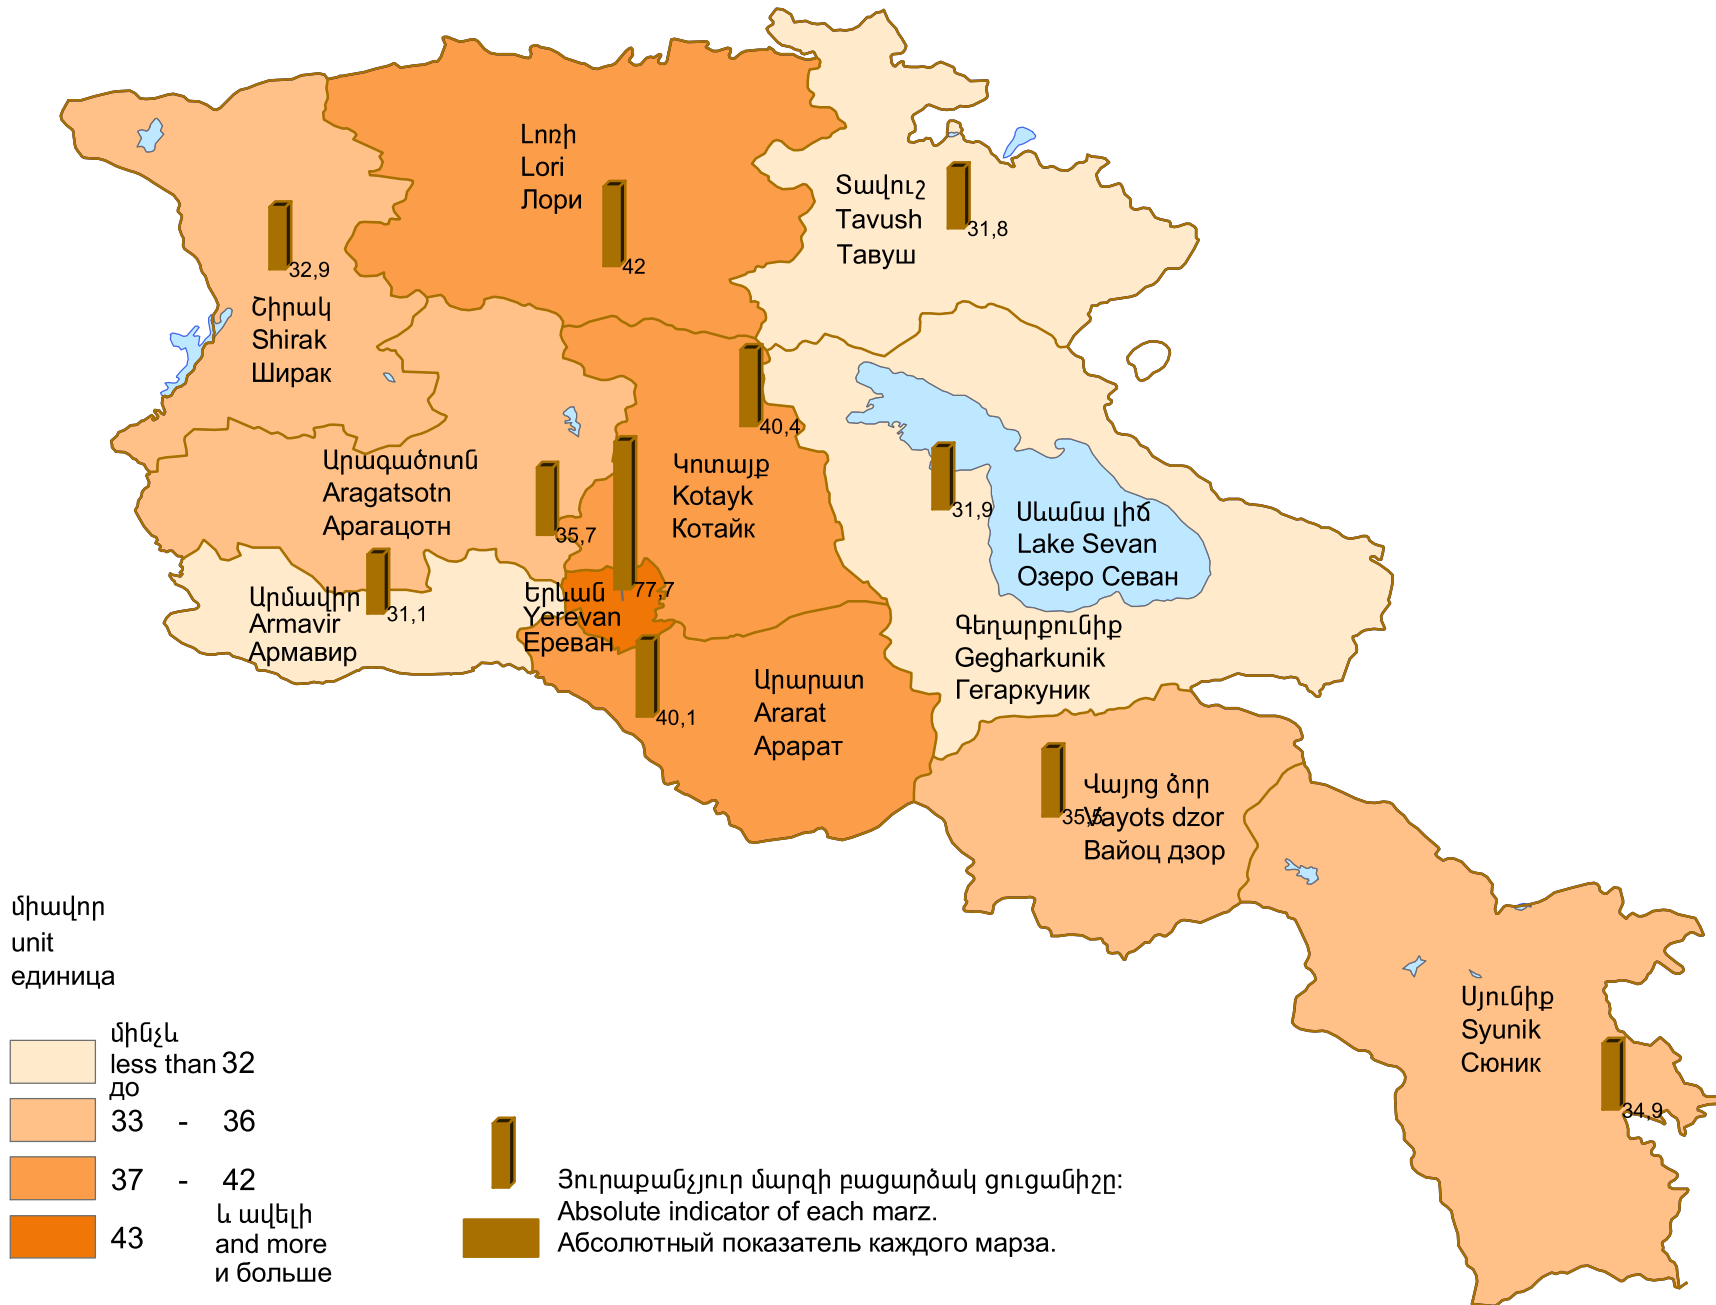 Լոռի
Lori
Лори
42
Տավուշ
Tavush
Тавуш
31,8
32,9
Շիրակ
Shirak
Ширак
40,4
Արագածոտն
Aragatsotn
Арагацотн
35,7
Կոտայք
Kotayk
Котайк
31,9
Սևանա լիճ
Lake Sevan
Озеро Севан
Արմավիր
Armavir
Армавир
31,1
Երևան
Yerevan
Ереван
77,7
Գեղարքունիք
Gegharkunik
Гегаркуник
40,1
Արարատ
Ararat
Арарат
35,5
Վայոց ձոր
Vayots dzor
Вайоц дзор
Սյունիք
Syunik
Сюник
34,9
միավոր
unit
единица
մինչև
less than 32
до
33 - 36
37 - 42
43
և ավելի
and more
и больше
Յուրաքանչյուր մարզի բացարձակ ցուցանիշը:
Absolute indicator of each marz.
Абсолютный показатель каждого марза.